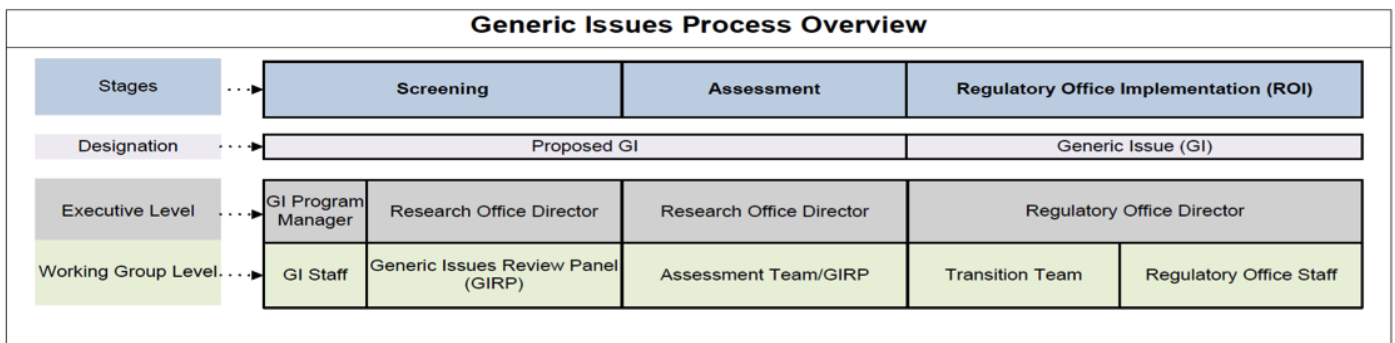 Generic Issues Process Overview
Stages
Screening
Assessment
Regulatory Office Implementation (ROI)
Designation
Proposed GI
Generic Issue (GI)
Executive Level
GI Program
Manager
Research Office Director
Research Office Director
Regulatory Office Director
Working Group Level
GI Staff
Generic Issues Review Panel
(GIRP)
Assessment Team/GIRP
Transition Team
Regulatory Office Staff